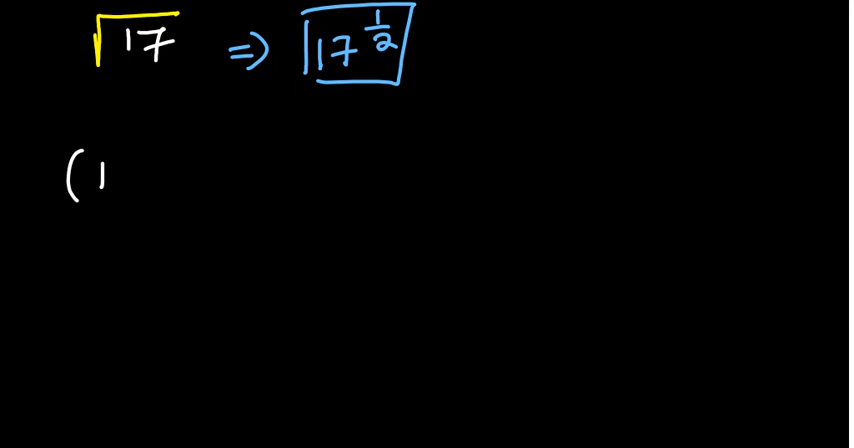 √17 ⇒ 17^(1/2)
(1